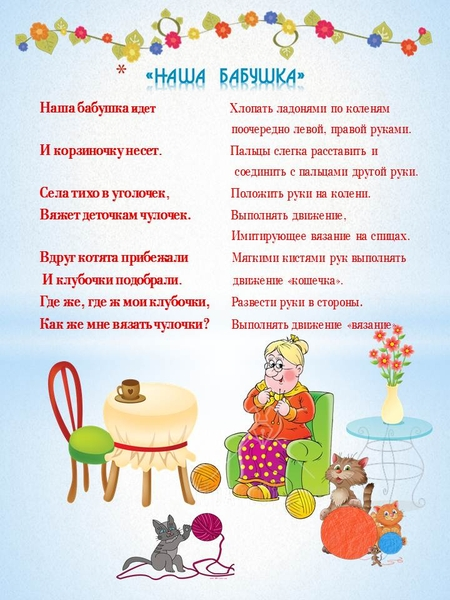 * «НАША БАБУШКА»
Наша бабушка идет Хлопать ладонями по коленям
поочередно левой, правой руками.
И корзиночку несет. Пальцы слегка расставить и
соединить с пальцами другой руки.
Села тихо в уголочек, Положить руки на колени.
Вяжет деточкам чулочек. Выполнять движение,
Имитирующее вязание на спицах.
Вдруг котята прибежали Мягкими кистями рук выполнять
И клубочки подобрали. движение «кошечка».
Где же, где ж мои клубочки, Развести руки в стороны.
Как же мне вязать чулочки? Выполнять движение «вязание»